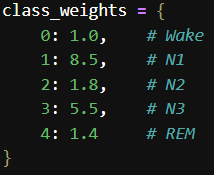 class_weights = {
    0: 1.0,    # Wake
    1: 8.5,    # N1
    2: 1.8,    # N2
    3: 5.5,    # N3
    4: 1.4     # REM
}